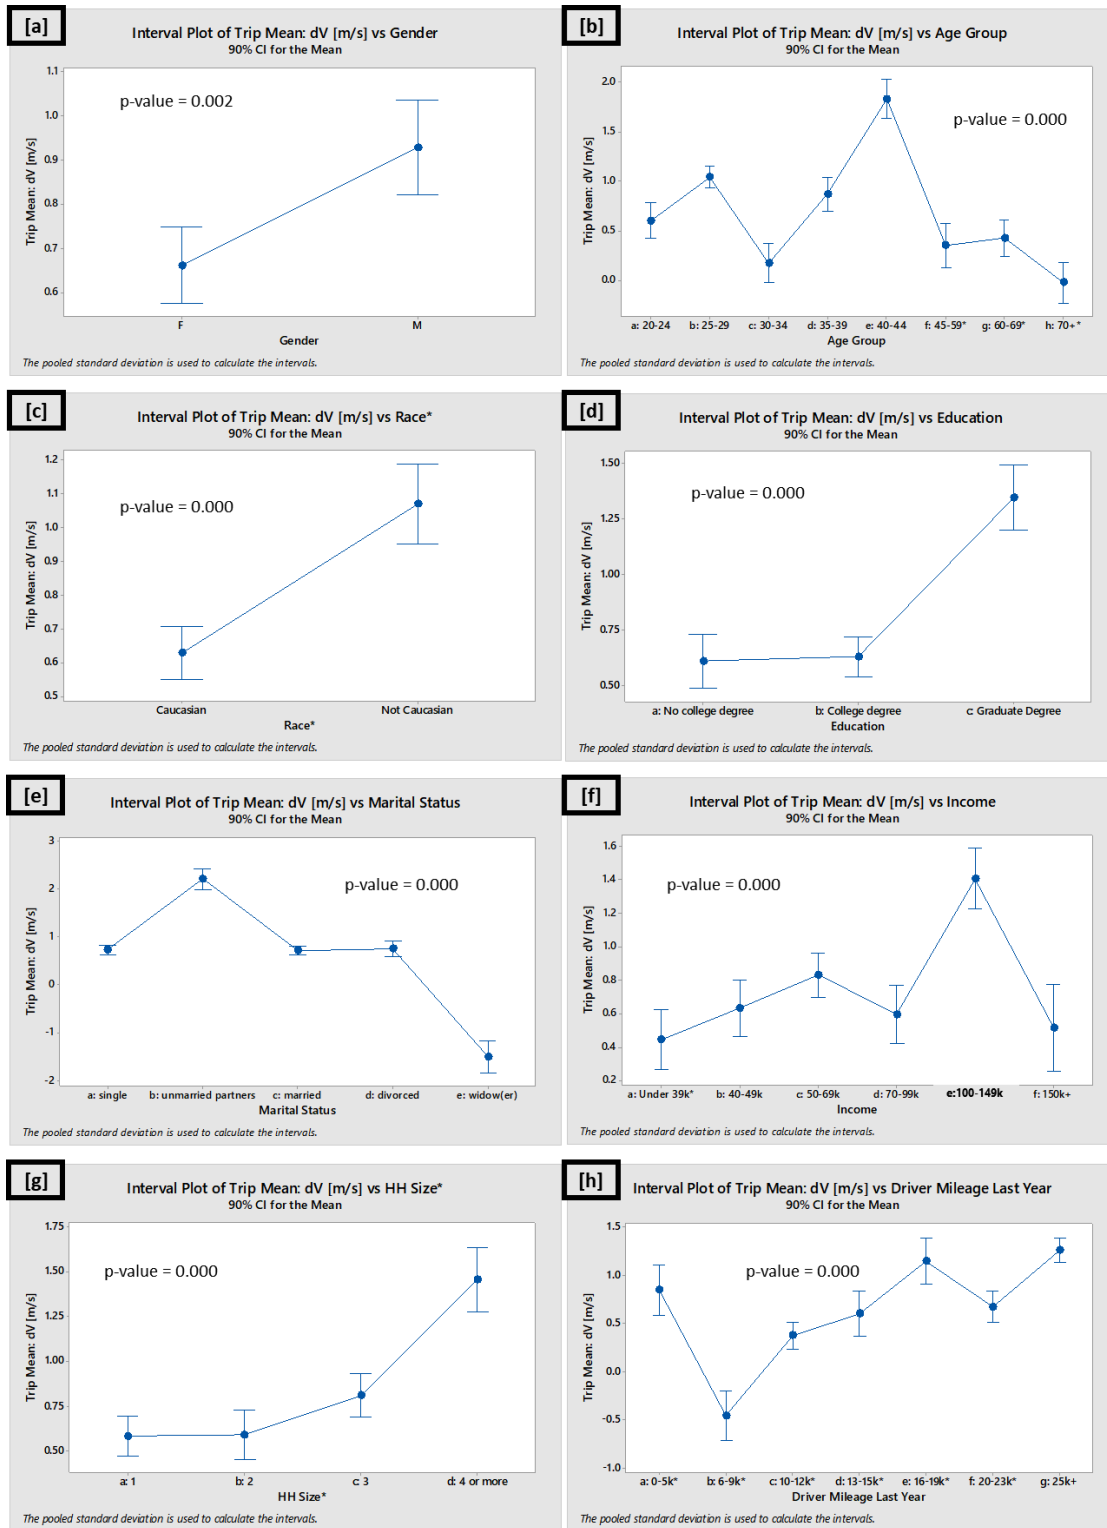 [a]
Interval Plot of Trip Mean: dV [m/s] vs Gender
90% CI for the Mean
p-value = 0.002
Trip Mean: dV [m/s]
1.1
1.0
0.9
0.8
0.7
0.6
F M
Gender
The pooled standard deviation is used to calculate the intervals.
[b]
Interval Plot of Trip Mean: dV [m/s] vs Age Group
90% CI for the Mean
p-value = 0.000
Trip Mean: dV [m/s]
2.0
1.5
1.0
0.5
0.0
a: 20-24 b: 25-29 c: 30-34 d: 35-39 e: 40-44 f: 45-59* g: 60-69* h: 70+*
Age Group
The pooled standard deviation is used to calculate the intervals.
[c]
Interval Plot of Trip Mean: dV [m/s] vs Race*
90% CI for the Mean
p-value = 0.000
Trip Mean: dV [m/s]
1.2
1.1
1.0
0.9
0.8
0.7
0.6
0.5
Caucasian Not Caucasian
Race*
The pooled standard deviation is used to calculate the intervals.
[d]
Interval Plot of Trip Mean: dV [m/s] vs Education
90% CI for the Mean
p-value = 0.000
Trip Mean: dV [m/s]
1.50
1.25
1.00
0.75
0.50
a: No college degree b: College degree c: Graduate Degree
Education
The pooled standard deviation is used to calculate the intervals.
[e]
Interval Plot of Trip Mean: dV [m/s] vs Marital Status
90% CI for the Mean
p-value = 0.000
Trip Mean: dV [m/s]
3
2
1
0
-1
-2
a: single b: unmarried partners c: married d: divorced e: widow(er)
Marital Status
The pooled standard deviation is used to calculate the intervals.
[f]
Interval Plot of Trip Mean: dV [m/s] vs Income
90% CI for the Mean
p-value = 0.000
Trip Mean: dV [m/s]
1.6
1.4
1.2
1.0
0.8
0.6
0.4
0.2
a: Under 39k* b: 40-49k c: 50-69k d: 70-99k e:100-149k f: 150k+
Income
The pooled standard deviation is used to calculate the intervals.
[g]
Interval Plot of Trip Mean: dV [m/s] vs HH Size*
90% CI for the Mean
p-value = 0.000
Trip Mean: dV [m/s]
1.75
1.50
1.25
1.00
0.75
0.50
a: 1 b: 2 c: 3 d: 4 or more
HH Size*
The pooled standard deviation is used to calculate the intervals.
[h]
Interval Plot of Trip Mean: dV [m/s] vs Driver Mileage Last Year
90% CI for the Mean
p-value = 0.000
Trip Mean: dV [m/s]
1.5
1.0
0.5
0.0
-0.5
-1.0
a: 0-5k* b: 6-9k* c: 10-12k* d: 13-15k* e: 16-19k* f: 20-23k* g: 25k+
Driver Mileage Last Year
The pooled standard deviation is used to calculate the intervals.